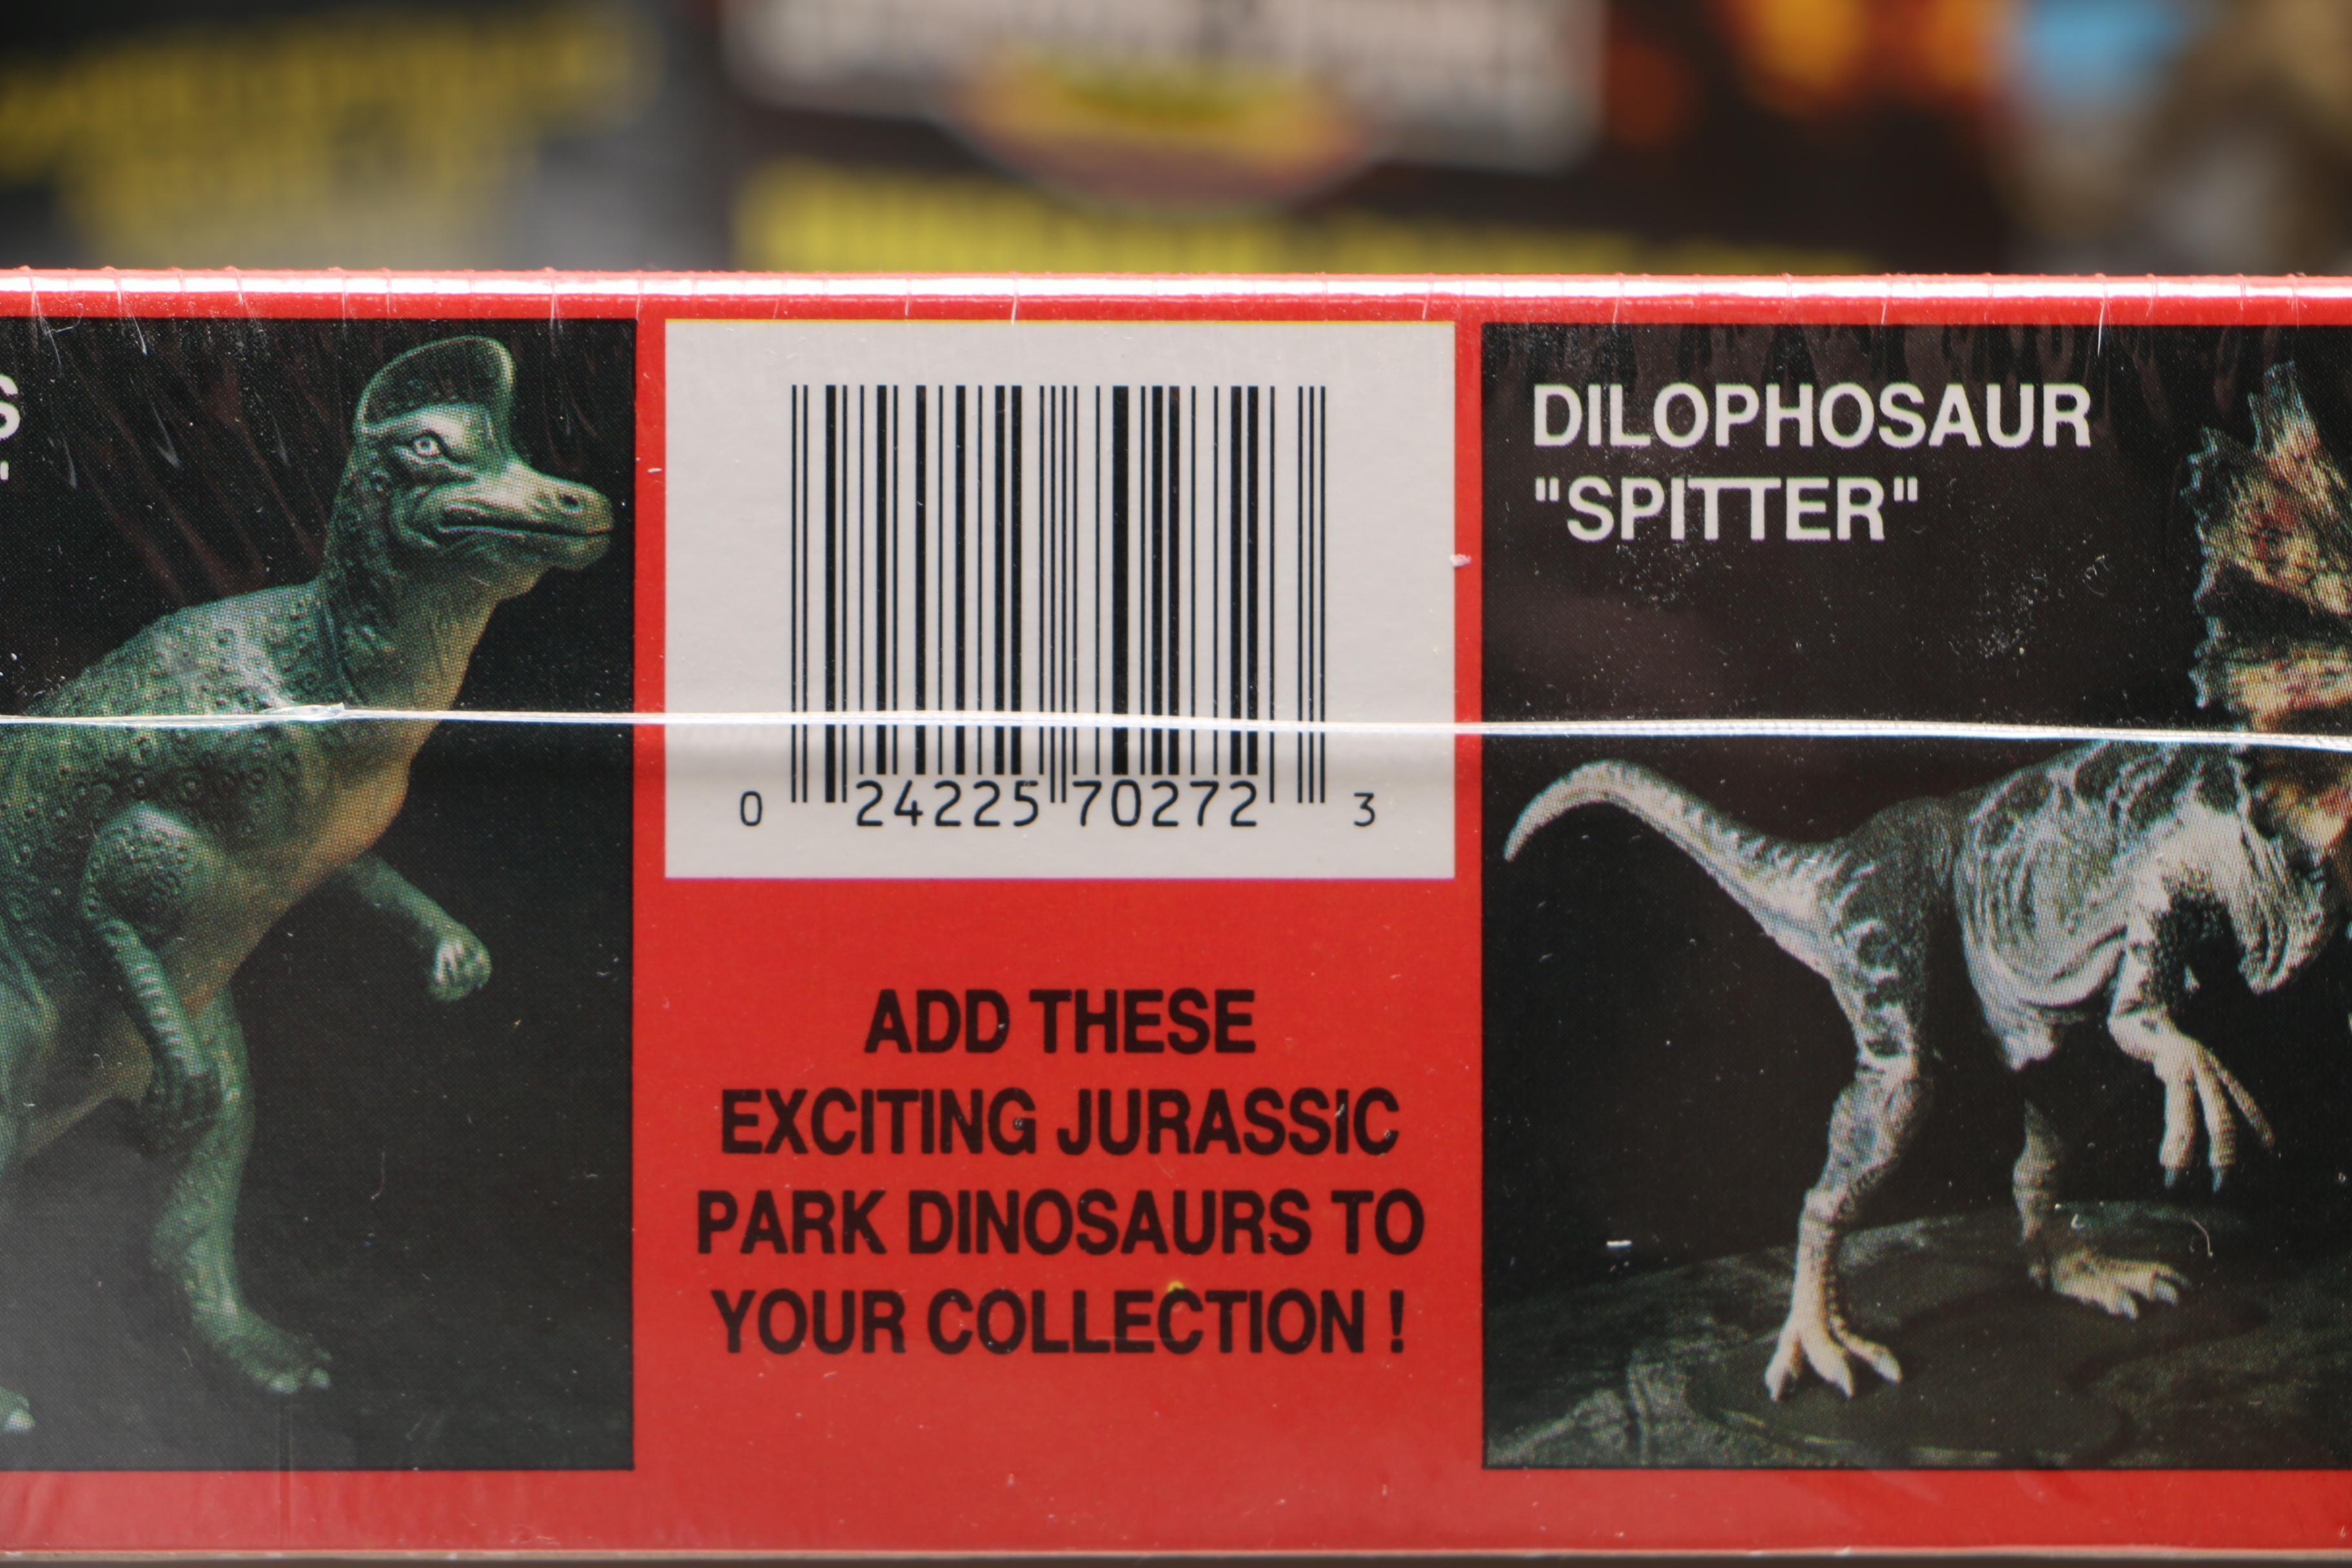 S
"
0 24225 70272 3
DILOPHOSAUR
"SPITTER"
ADD THESE
EXCITING JURASSIC
PARK DINOSAURS TO
YOUR COLLECTION !